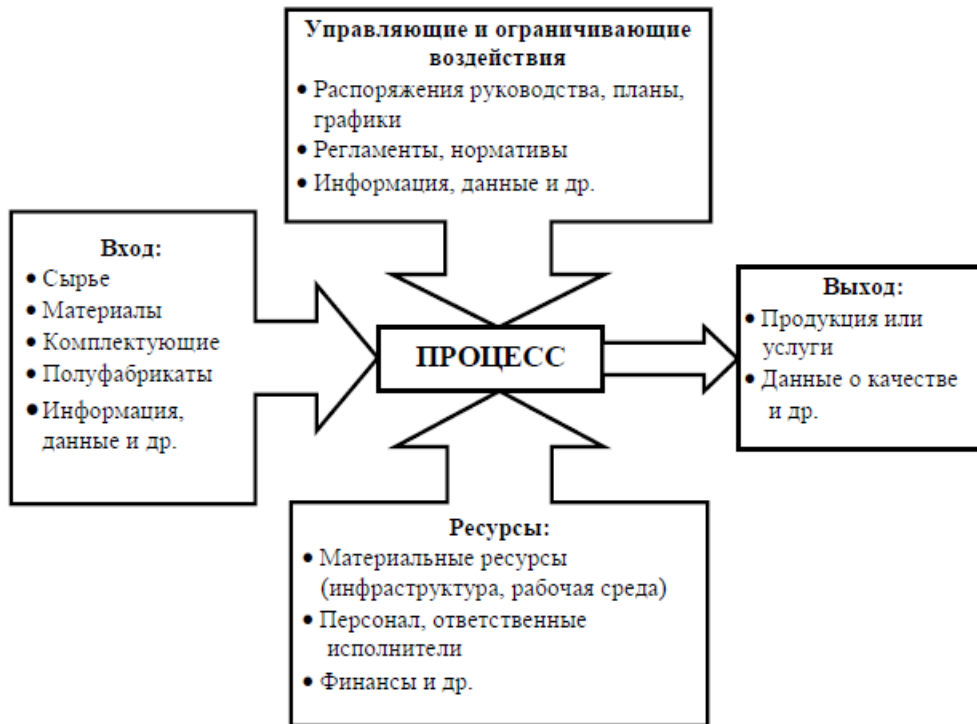 Управляющие и ограничивающие
воздействия
• Распоряжения руководства, планы,
графики
• Регламенты, нормативы
• Информация, данные и др.
Вход:
• Сырье
• Материалы
• Комплектующие
• Полуфабрикаты
• Информация,
данные и др.
ПРОЦЕСС
Выход:
• Продукция или
услуги
• Данные о качестве
и др.
Ресурсы:
• Материальные ресурсы
(инфраструктура, рабочая среда)
• Персонал, ответственные
исполнители
• Финансы и др.